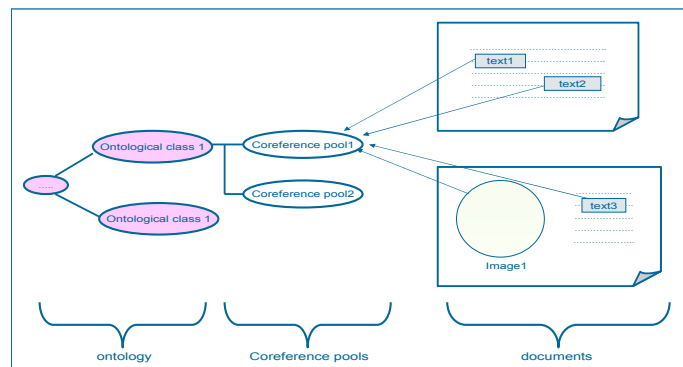 text1
text2
Ontological class 1
Coreference pool1
.....
Coreference pool2
Ontological class 1
text3
Image1
ontology
Coreference pools
documents